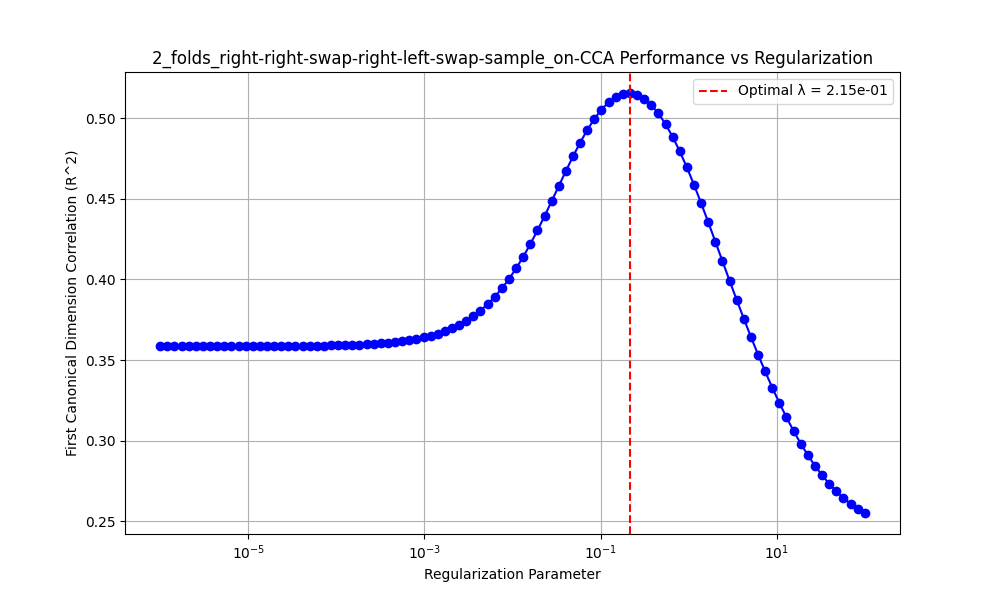 2_folds_right-right-swap-right-left-swap-sample_on-CCA Performance vs Regularization
Optimal λ = 2.15e-01
First Canonical Dimension Correlation (R^2)
0.50
0.45
0.40
0.35
0.30
0.25
10⁻⁵ 10⁻³ 10⁻¹ 10¹
Regularization Parameter